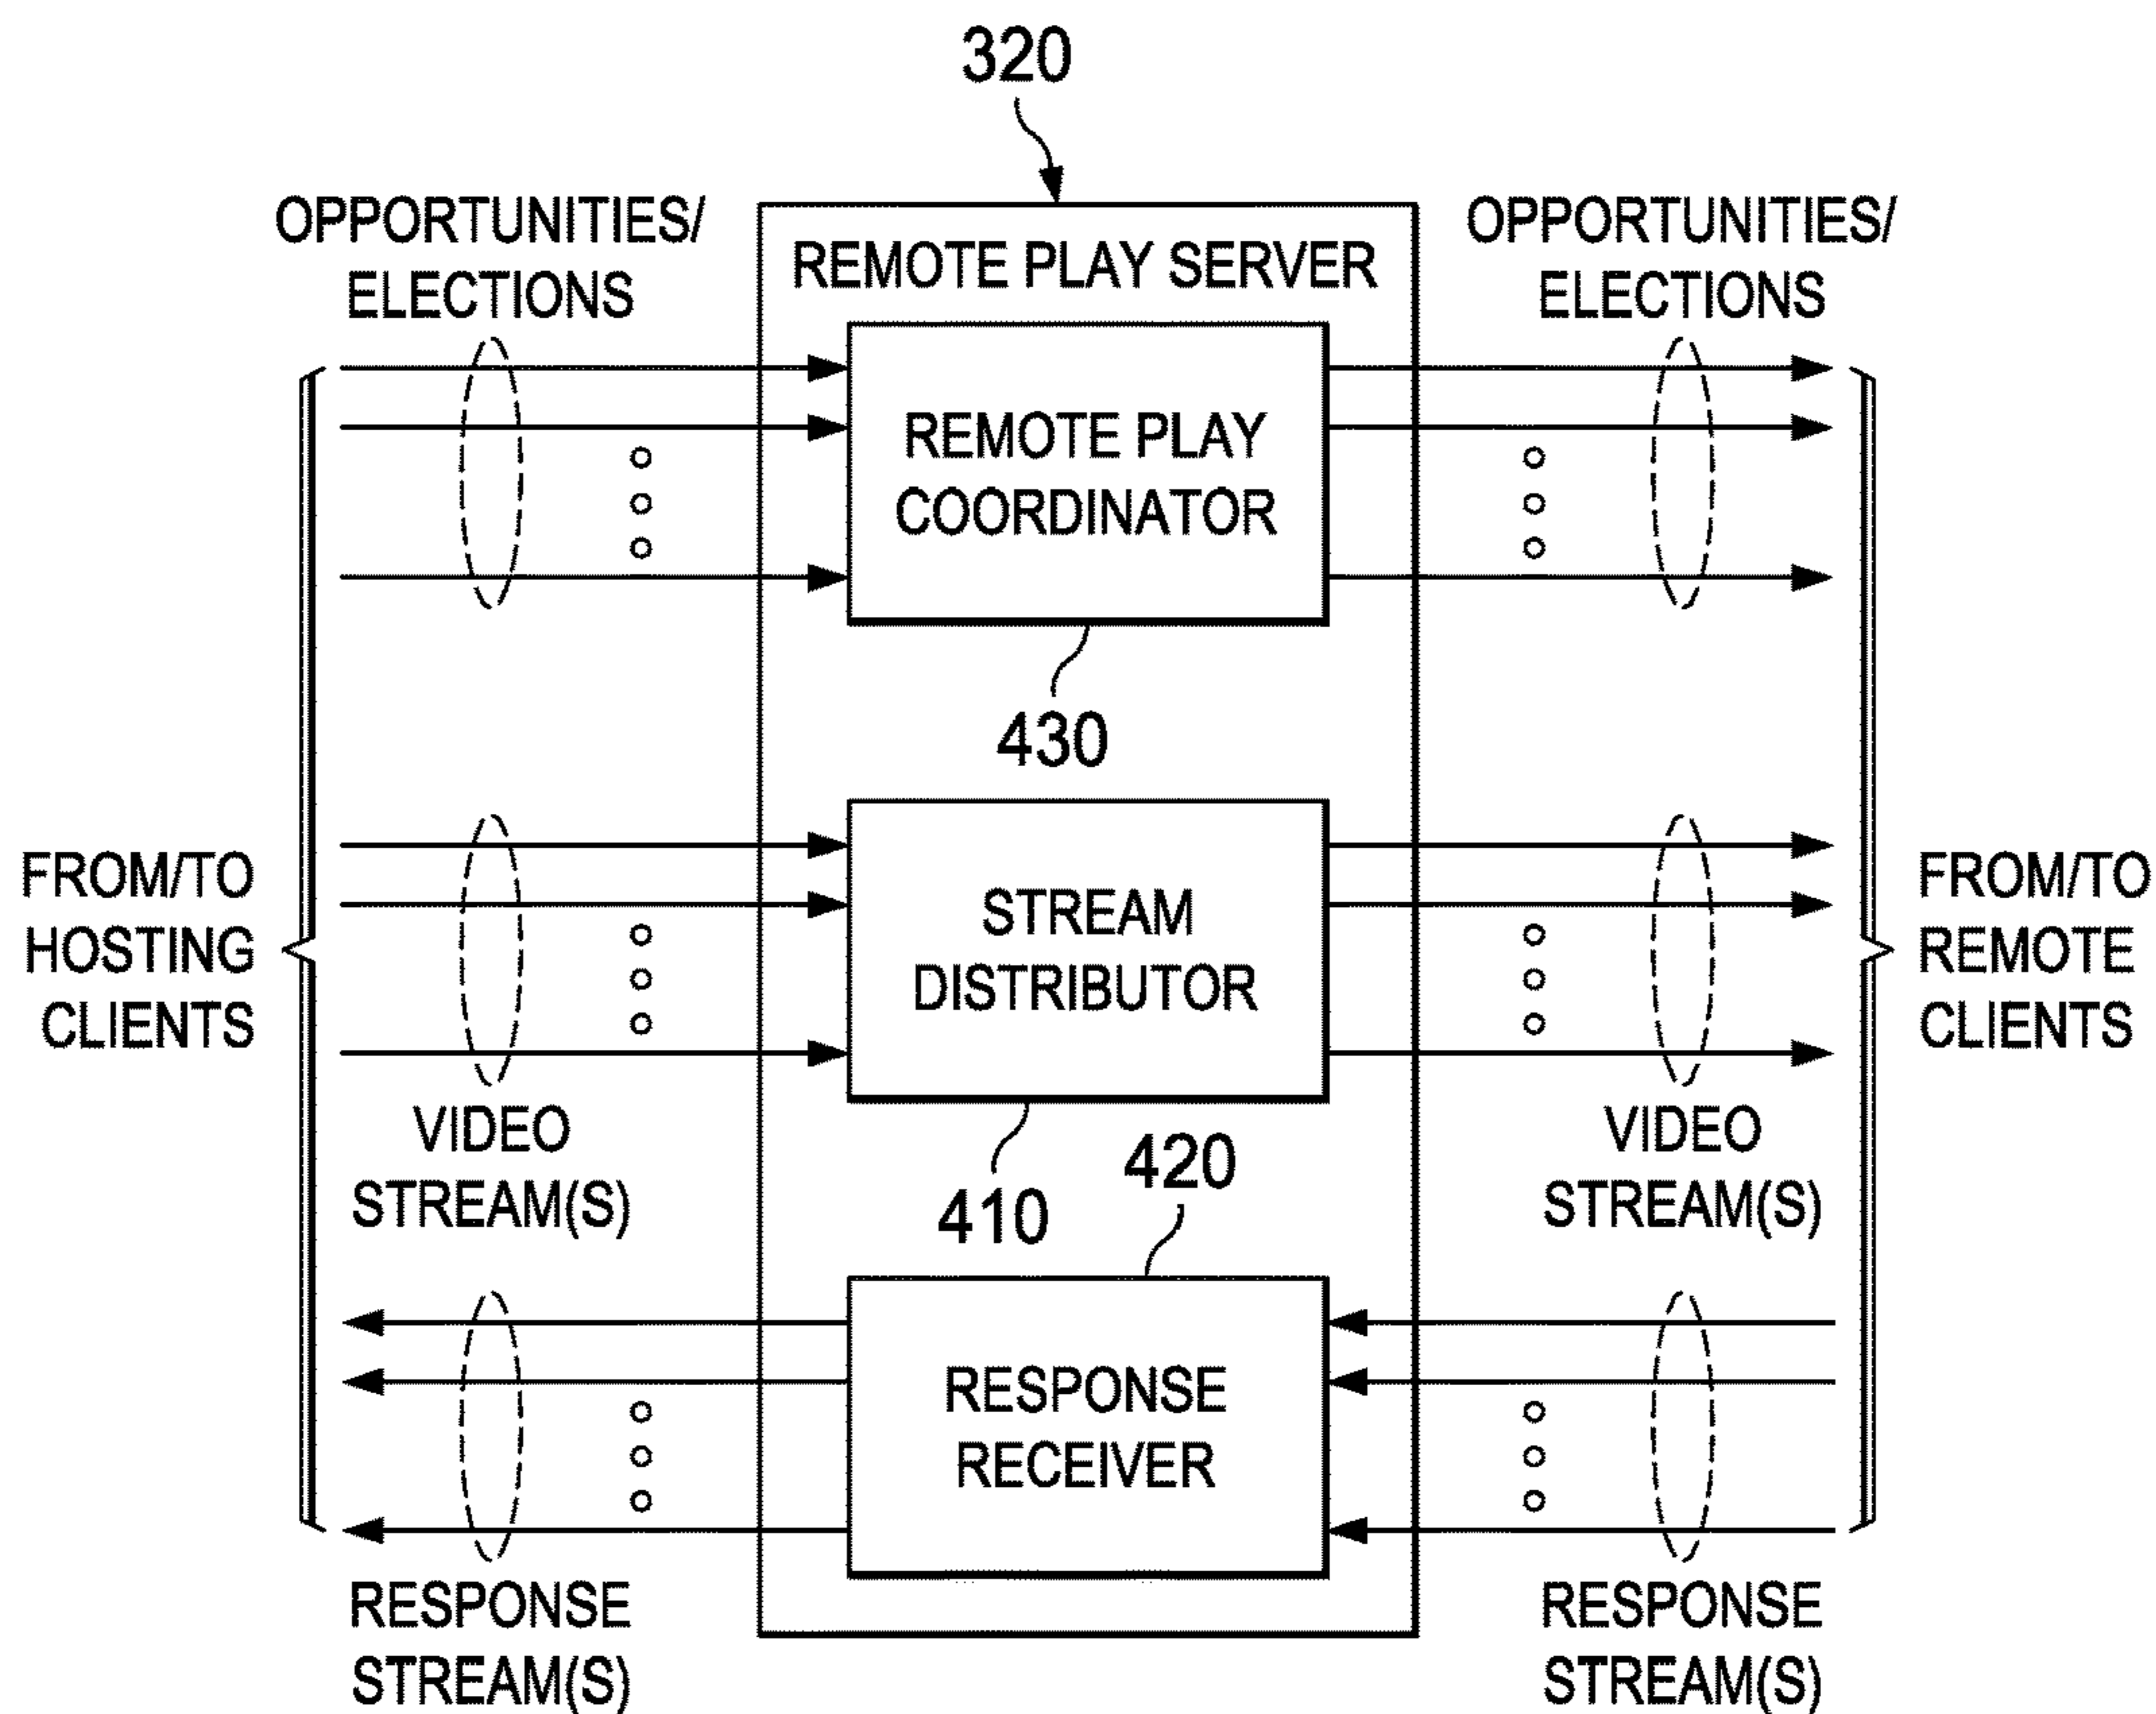 320
OPPORTUNITIES/
ELECTIONS
REMOTE PLAY SERVER
OPPORTUNITIES/
ELECTIONS
REMOTE PLAY
COORDINATOR
430
FROM/TO
HOSTING
CLIENTS
STREAM
DISTRIBUTOR
FROM/TO
REMOTE
CLIENTS
VIDEO
STREAM(S)
410
420
VIDEO
STREAM(S)
RESPONSE
RECEIVER
RESPONSE
STREAM(S)
RESPONSE
STREAM(S)